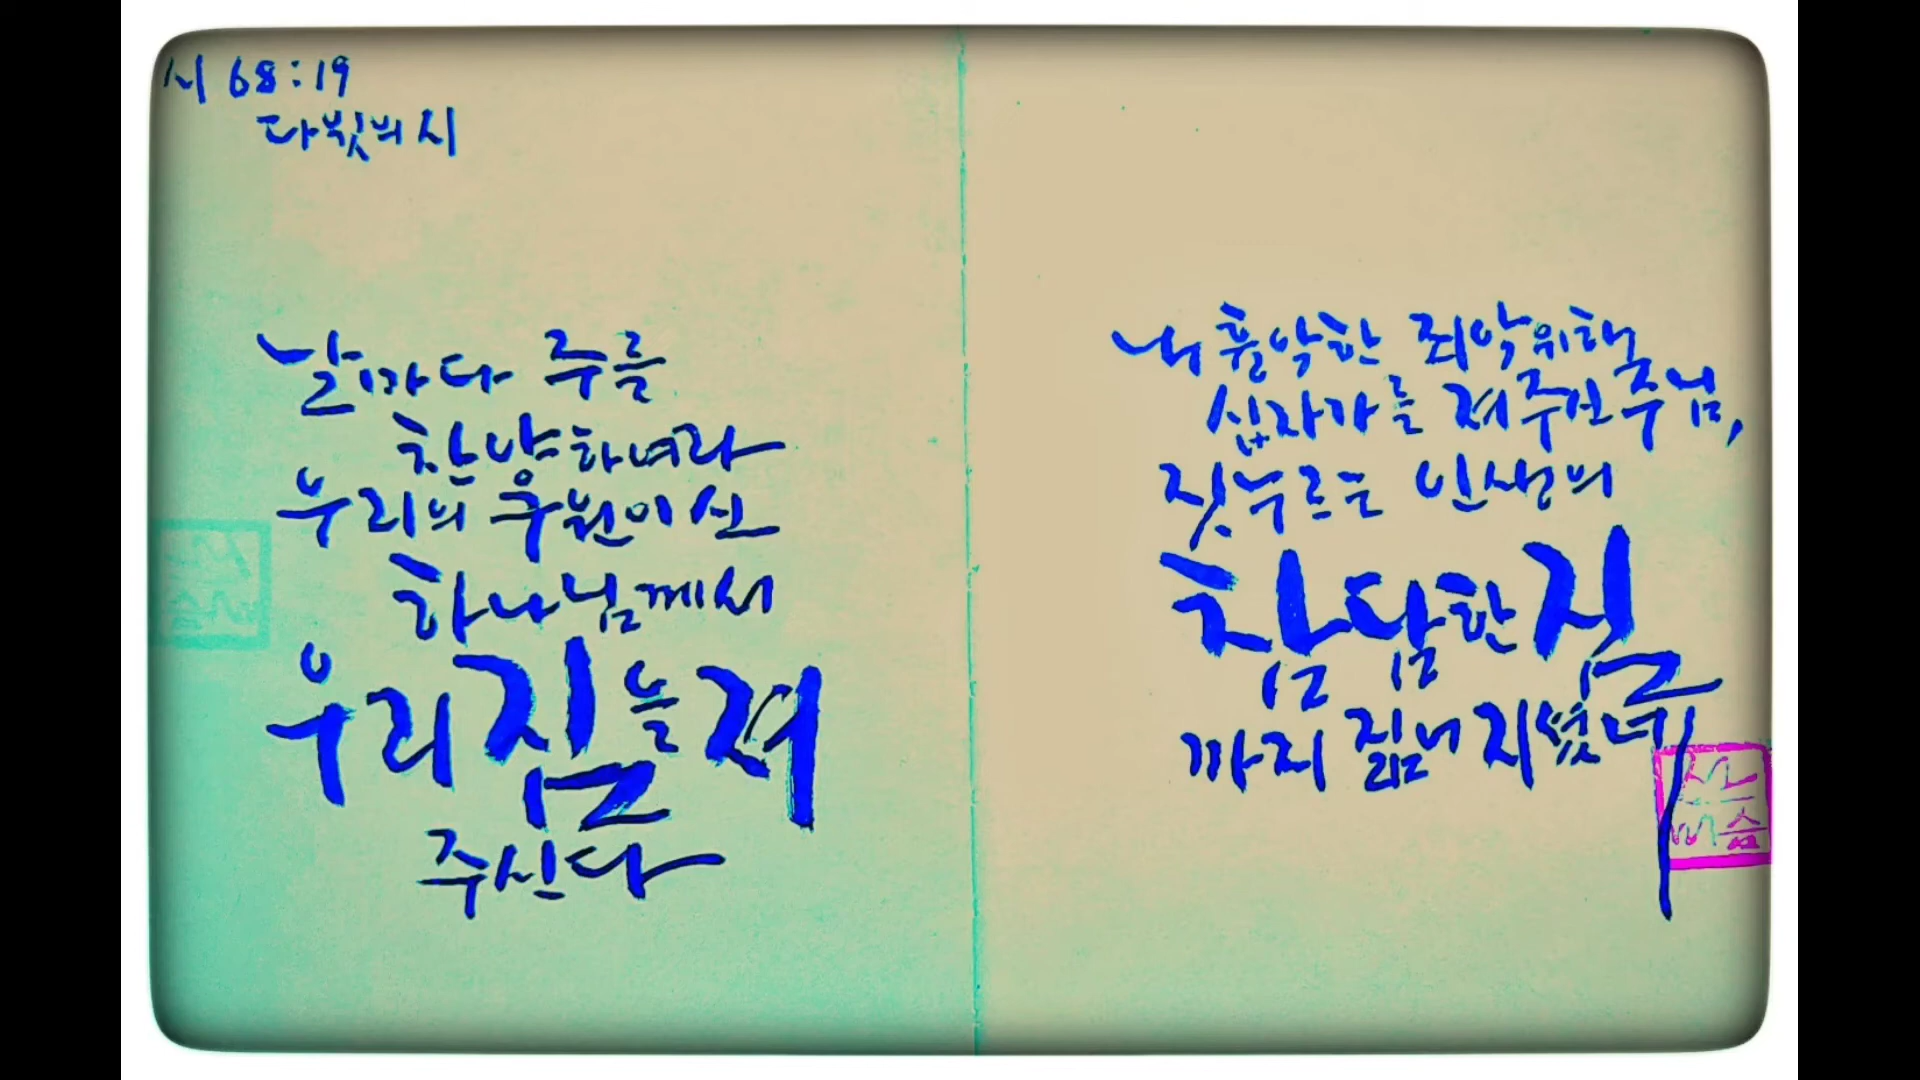 시 68:19
다윗의 시
날마다 주를
찬양하여라
우리의 구원이신
하나님께서
우리 짐을 져
주신다
내 흉악한 죄악위해
십자가를 져주신 주님,
짓누르는 인생의
참담한 짐
까지 짊어지셨네